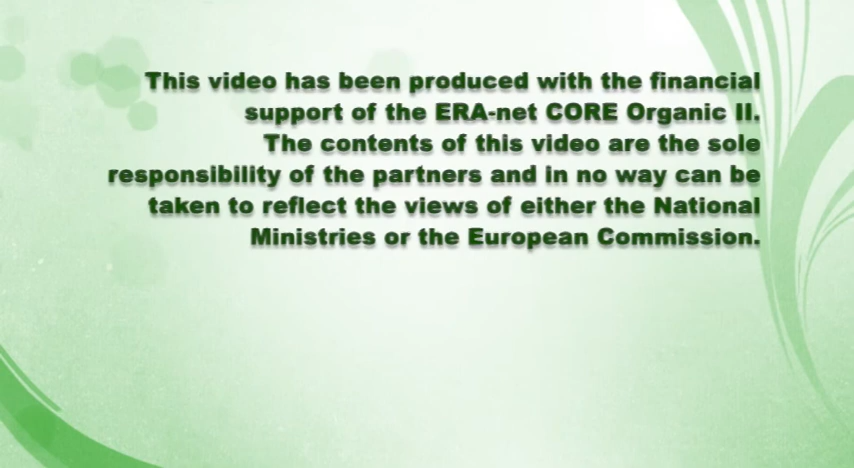 This video has been produced with the financial
support of the ERA-net CORE Organic II.
The contents of this video are the sole
responsibility of the partners and in no way can be
taken to reflect the views of either the National
Ministries or the European Commission.